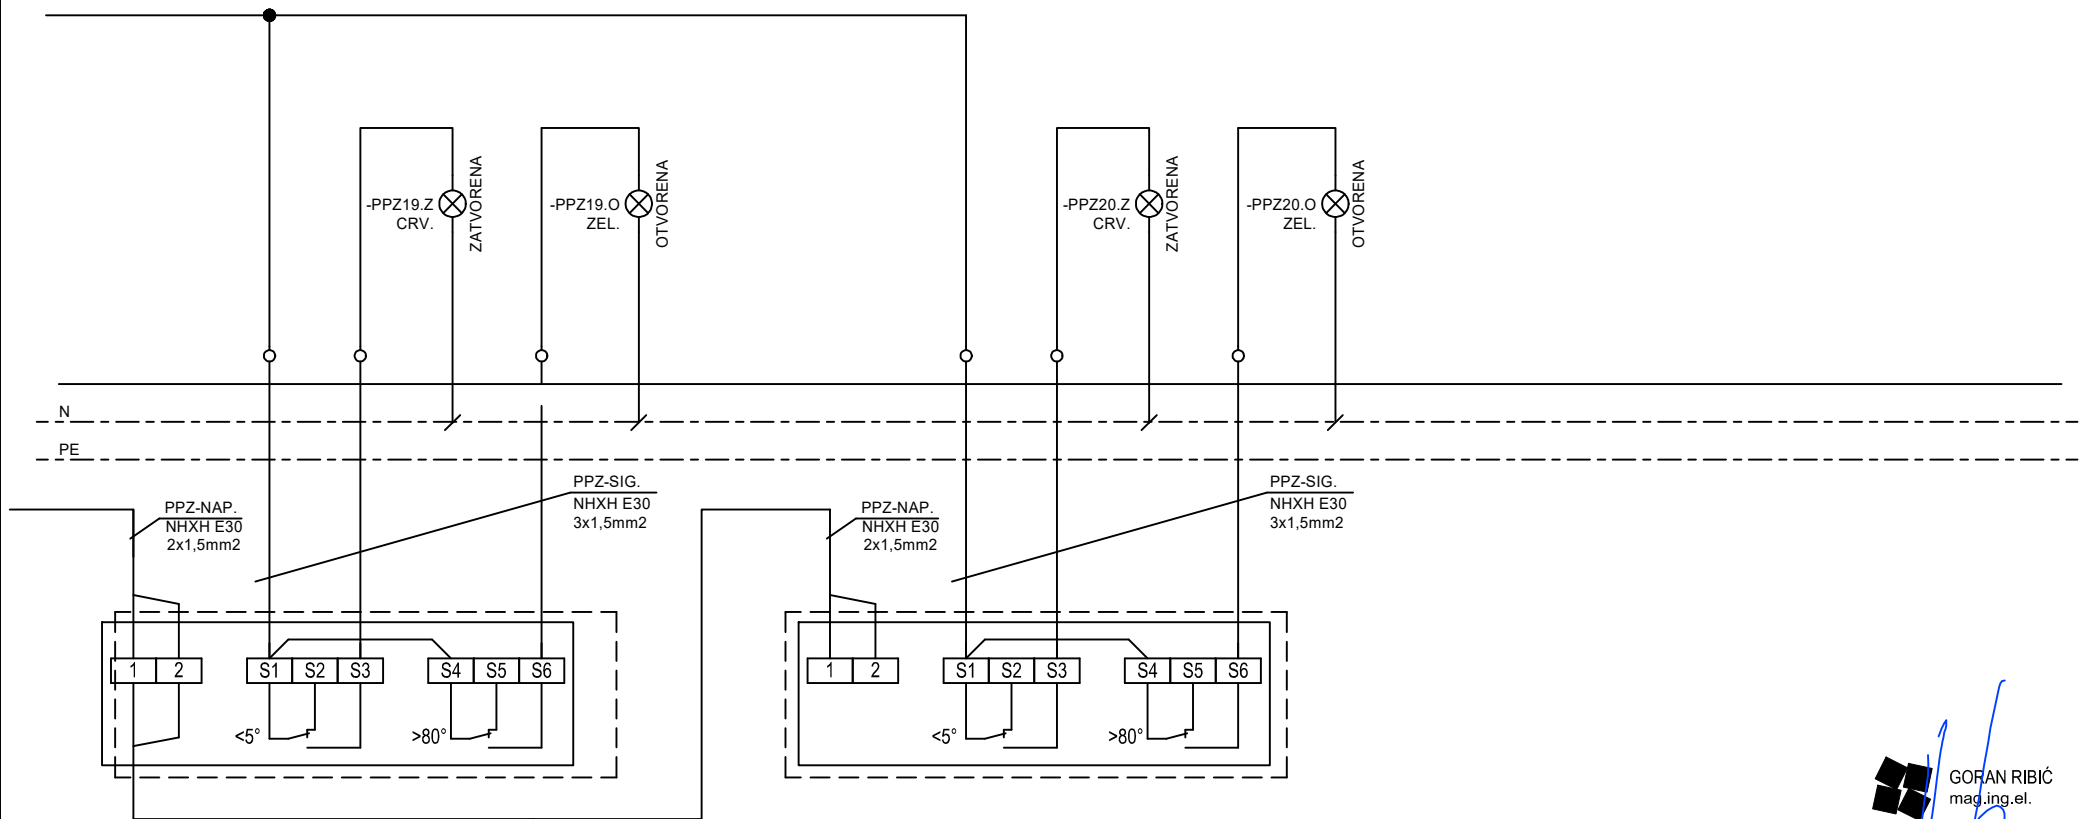 -PPZ19.Z
CRV.
ZATVORENA
-PPZ19.O
ZEL.
OTVORENA
-PPZ20.Z
CRV.
ZATVORENA
-PPZ20.O
ZEL.
OTVORENA
N
PE
PPZ-NAP.
NHXH E30
2x1,5mm2
PPZ-SIG.
NHXH E30
3x1,5mm2
PPZ-NAP.
NHXH E30
2x1,5mm2
PPZ-SIG.
NHXH E30
3x1,5mm2
1 2 S1 S2 S3 S4 S5 S6
<5° >80°
1 2 S1 S2 S3 S4 S5 S6
<5° >80°
GORAN RIBIĆ
mag.ing.el.